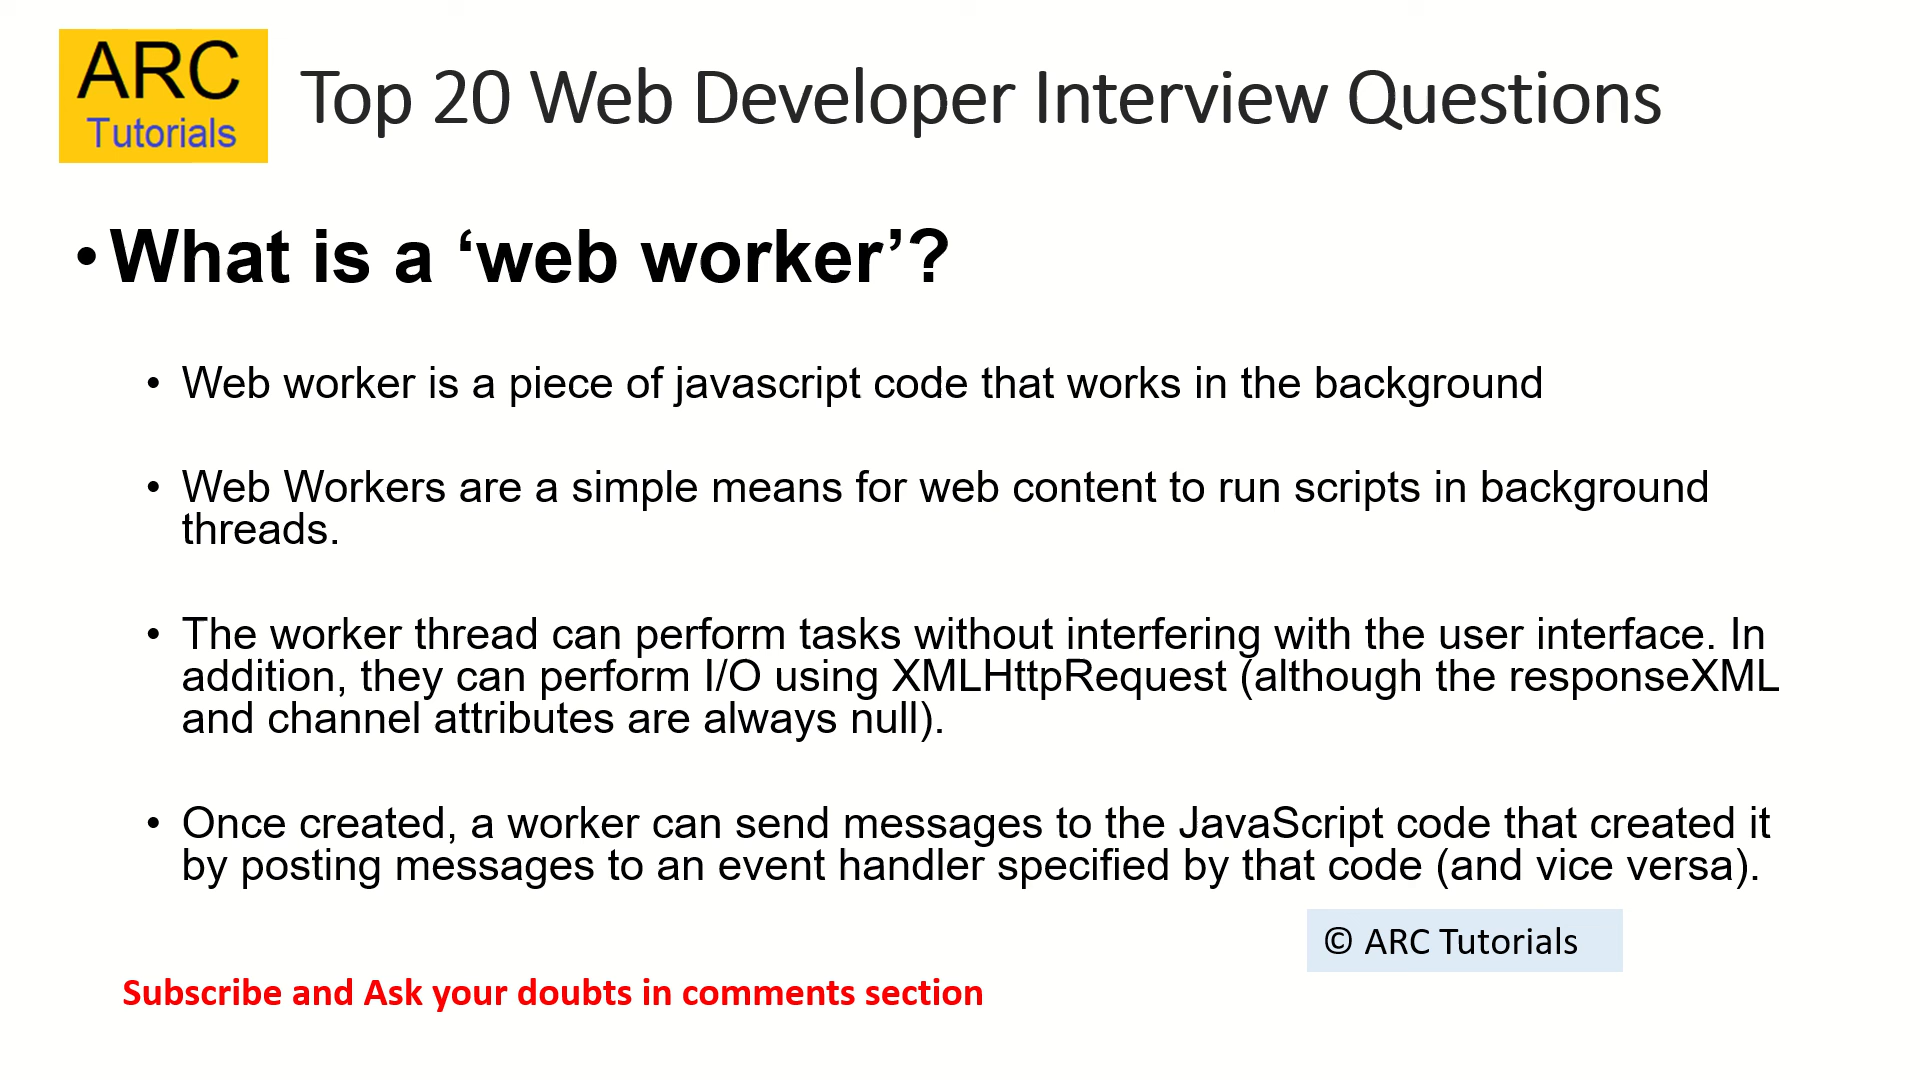 ARC
Tutorials
Top 20 Web Developer Interview Questions
• What is a ‘web worker’?
• Web worker is a piece of javascript code that works in the background
• Web Workers are a simple means for web content to run scripts in background
threads.
• The worker thread can perform tasks without interfering with the user interface. In
addition, they can perform I/O using XMLHttpRequest (although the responseXML
and channel attributes are always null).
• Once created, a worker can send messages to the JavaScript code that created it
by posting messages to an event handler specified by that code (and vice versa).
© ARC Tutorials
Subscribe and Ask your doubts in comments section